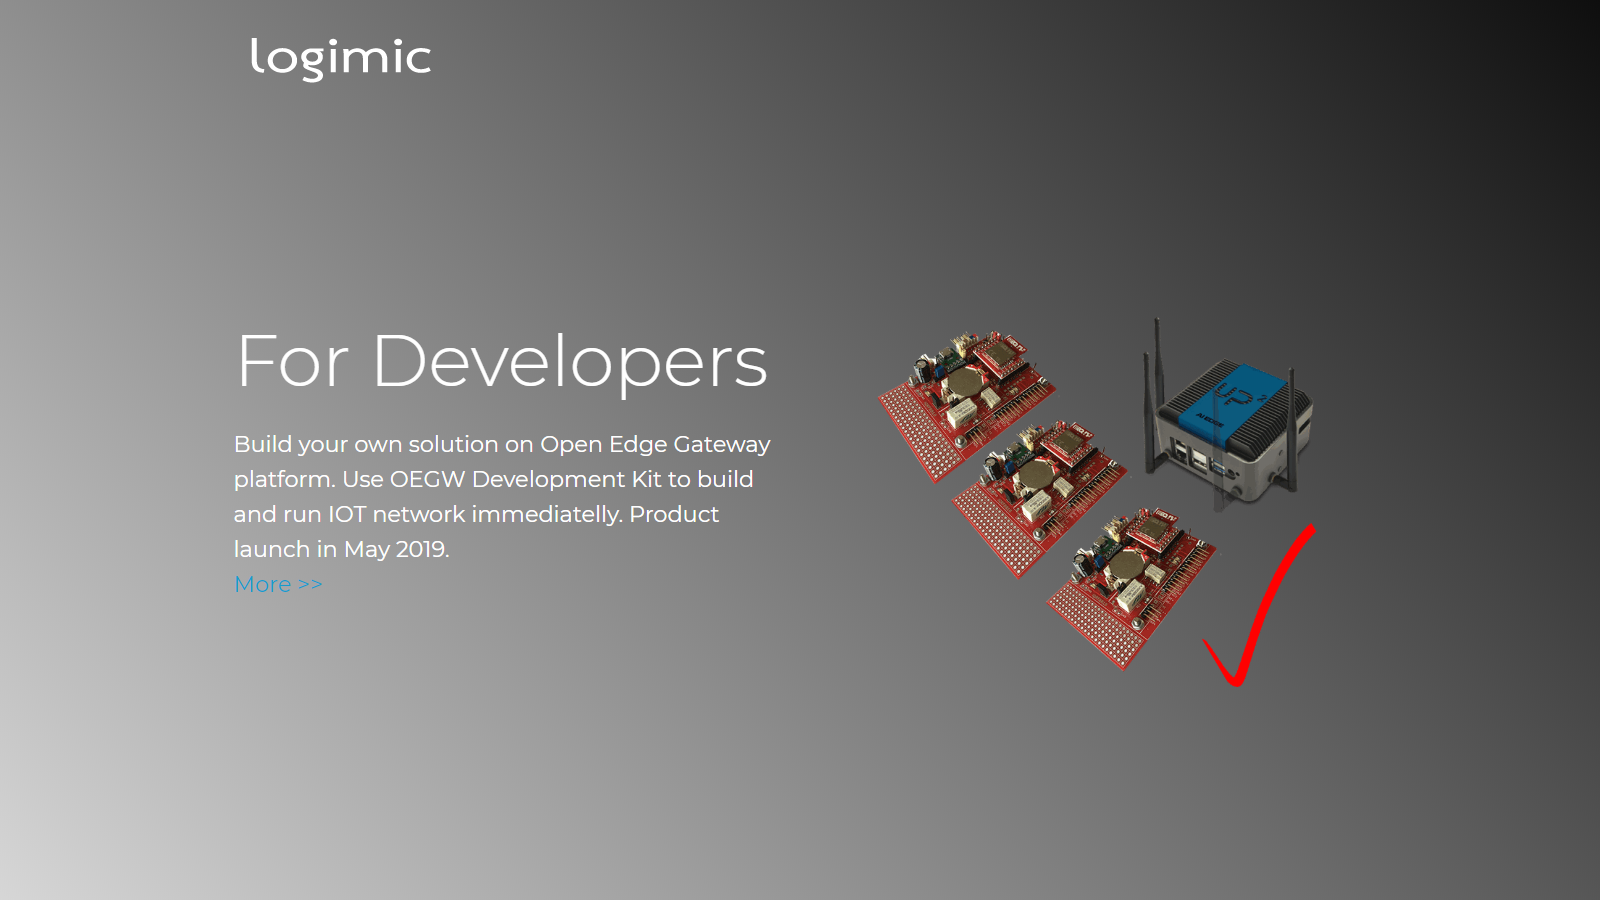 logimic
For Developers
Build your own solution on Open Edge Gateway
platform. Use OEGW Development Kit to build
and run IOT network immediatelly. Product
launch in May 2019.
More >>